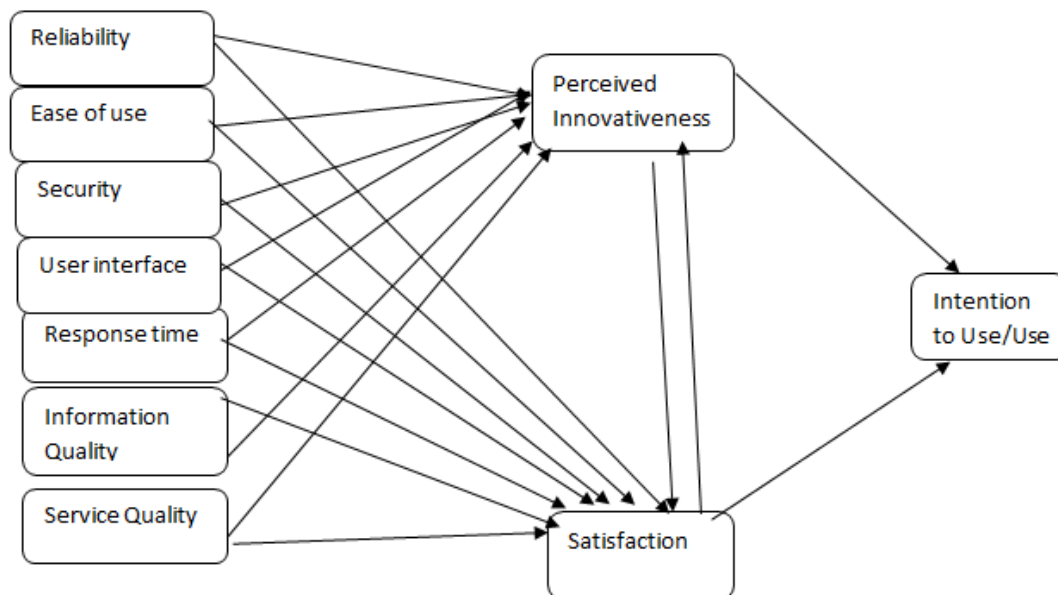 Reliability
Ease of use
Security
User interface
Response time
Information
Quality
Service Quality
Perceived
Innovativeness
Satisfaction
Intention
to Use/Use